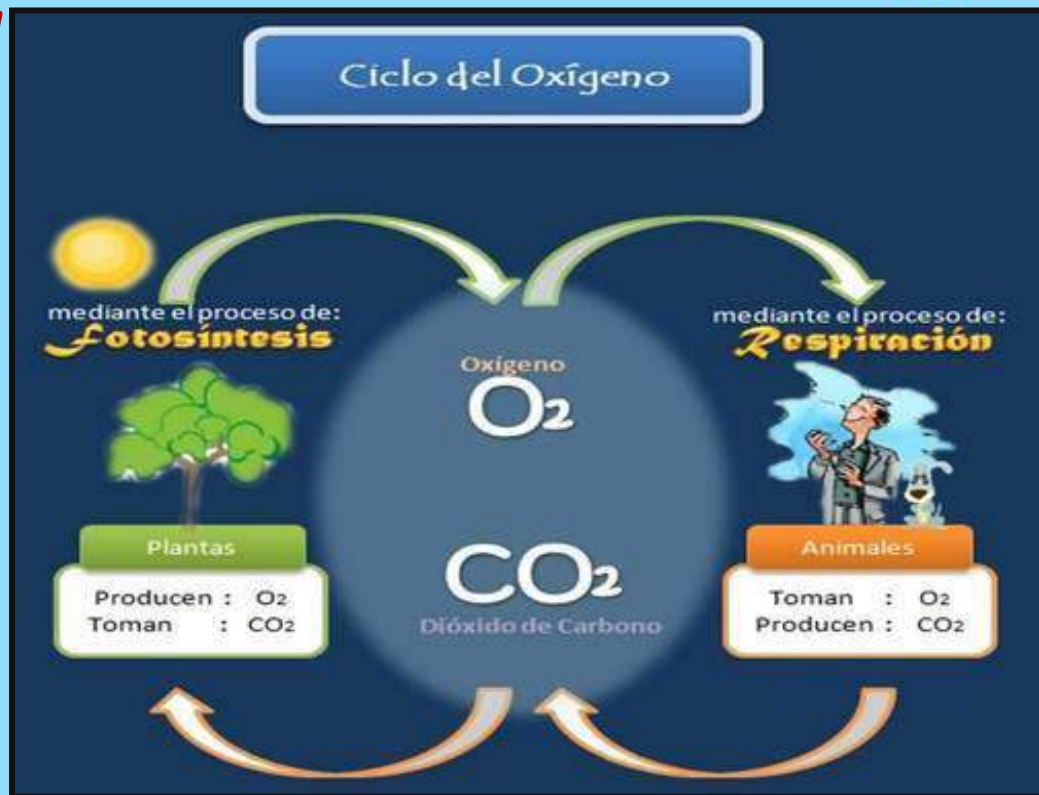 Ciclo del Oxígeno
mediante el proceso de:
Fotosíntesis
mediante el proceso de:
Respiración
Oxígeno
O2
CO2
Dióxido de Carbono
Plantas
Producen : O2
Toman : CO2
Animales
Toman : O2
Producen : CO2